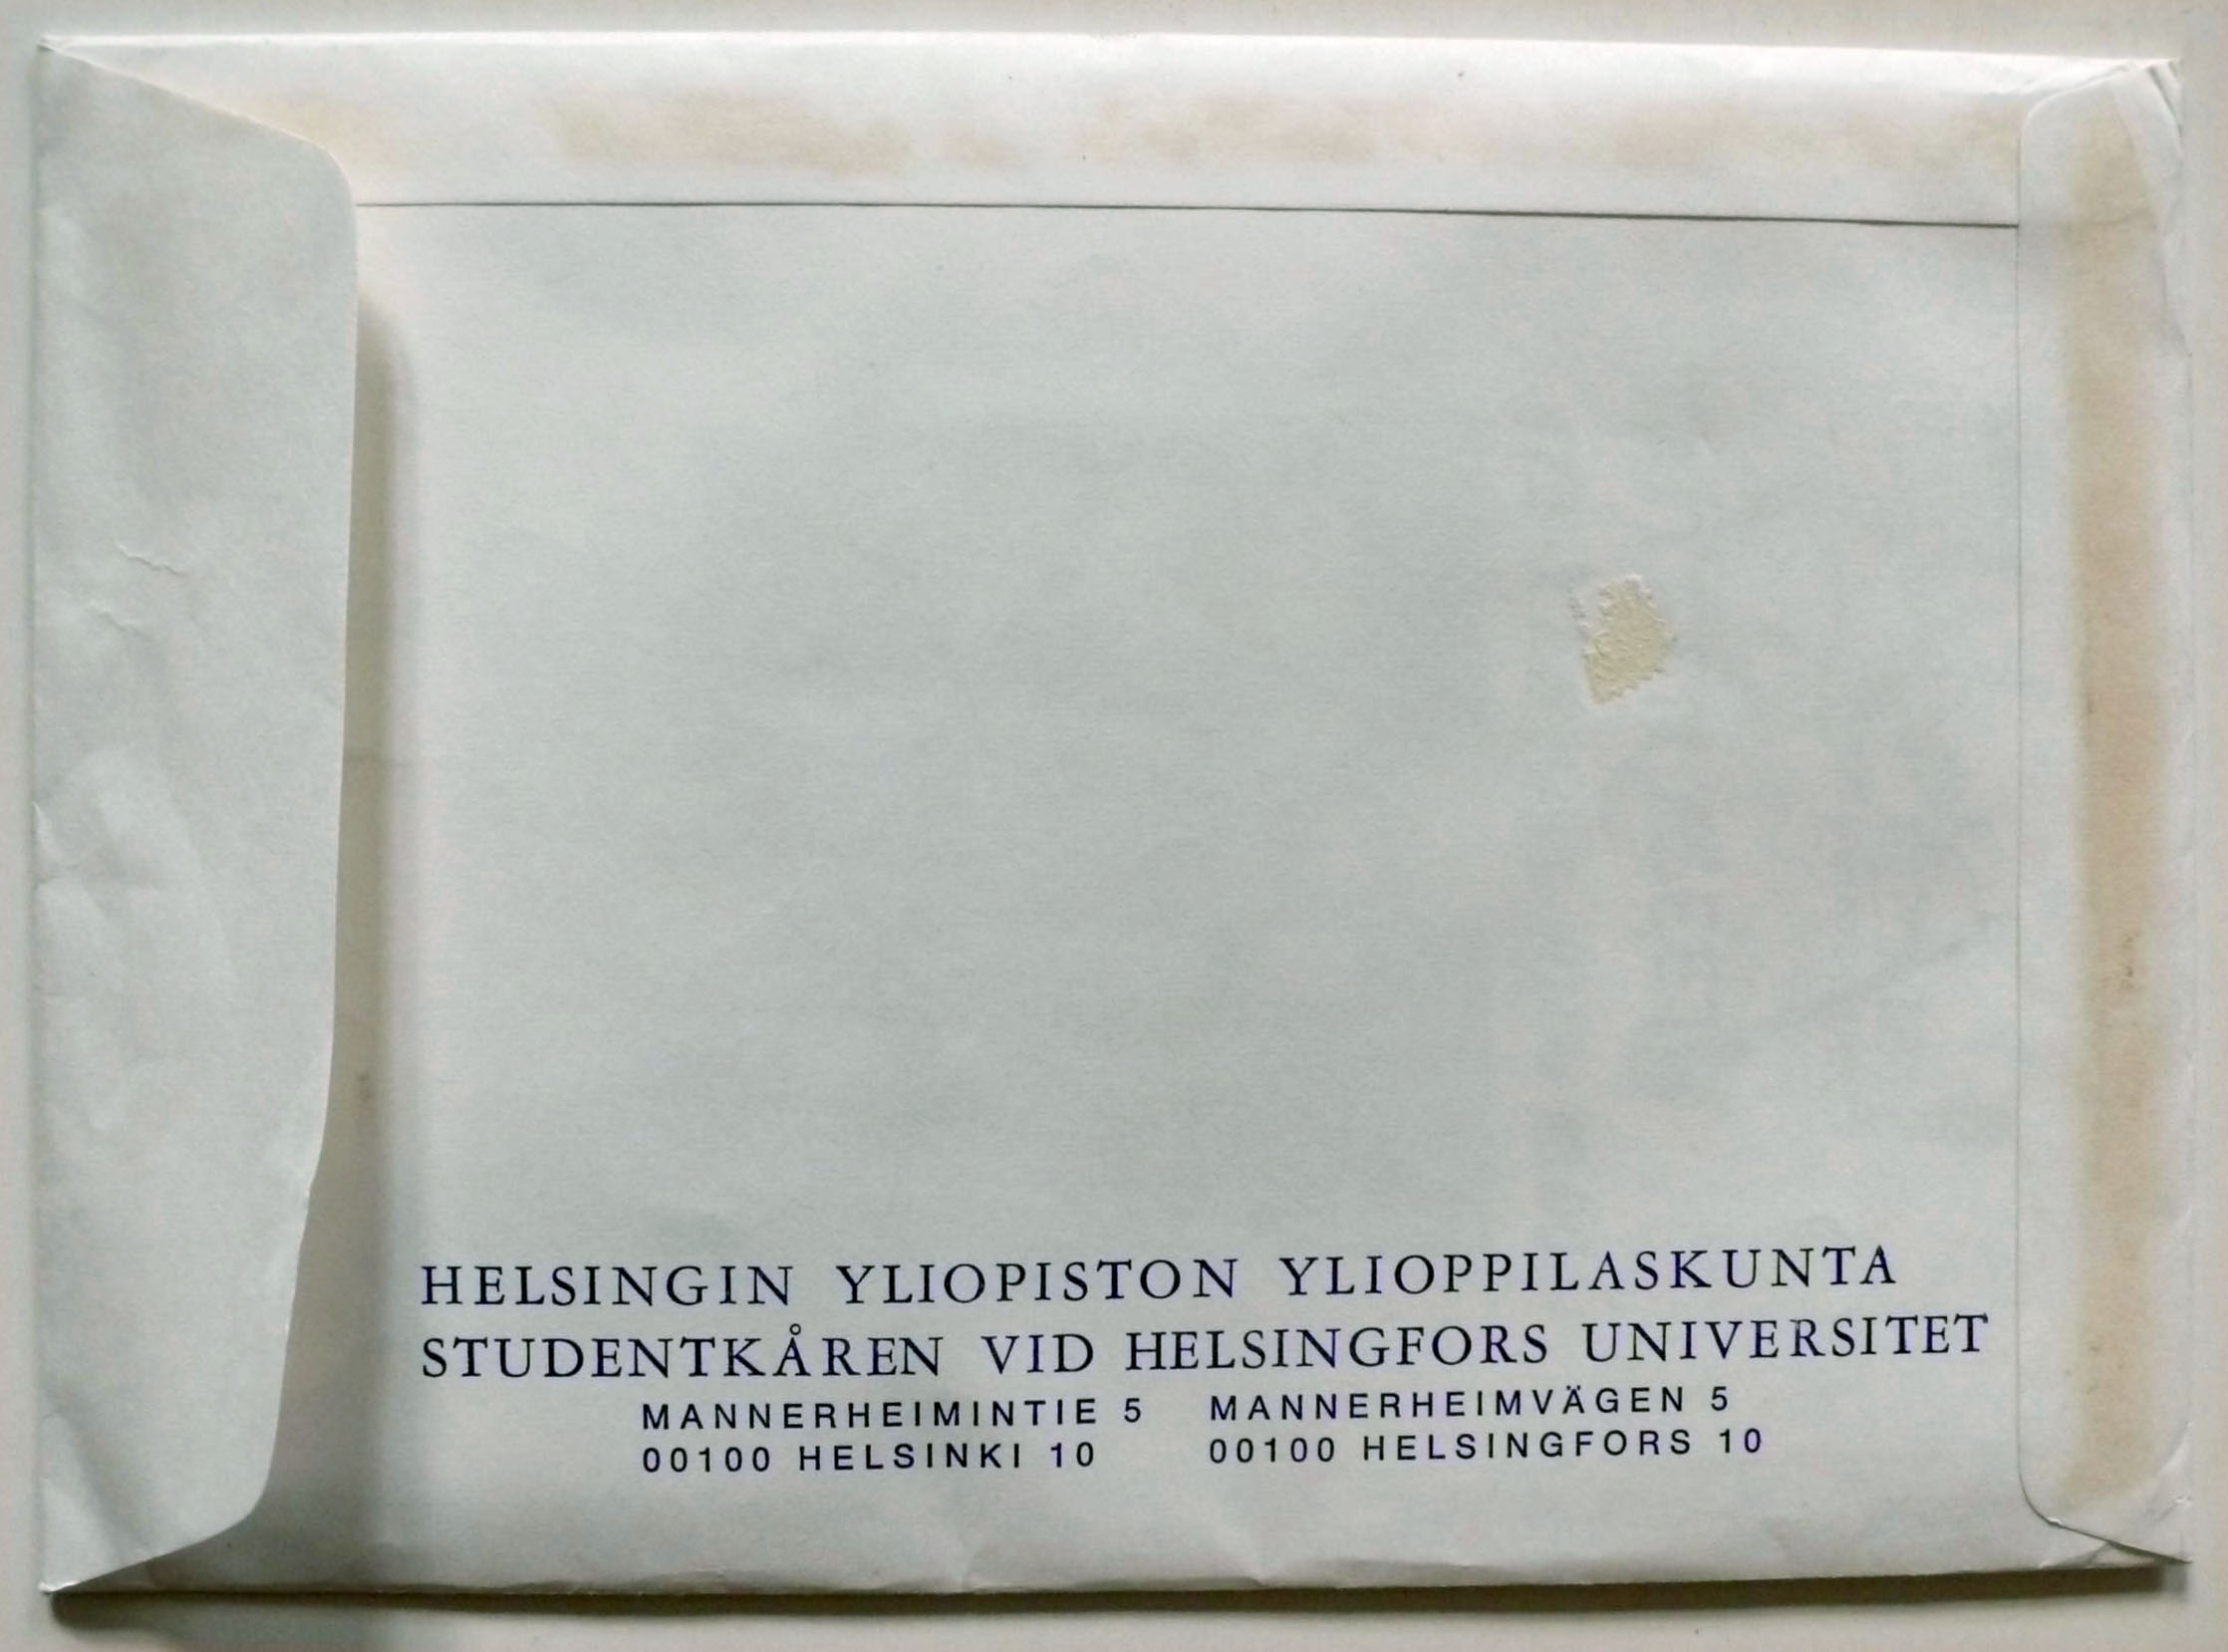 HELSINGIN YLIOPISTON YLIOPPILASKUNTA
STUDENTKÅREN VID HELSINGFORS UNIVERSITET
MANNERHEIMINTIE 5 MANNERHEIMVÄGEN 5
00100 HELSINKI 10 00100 HELSINGFORS 10